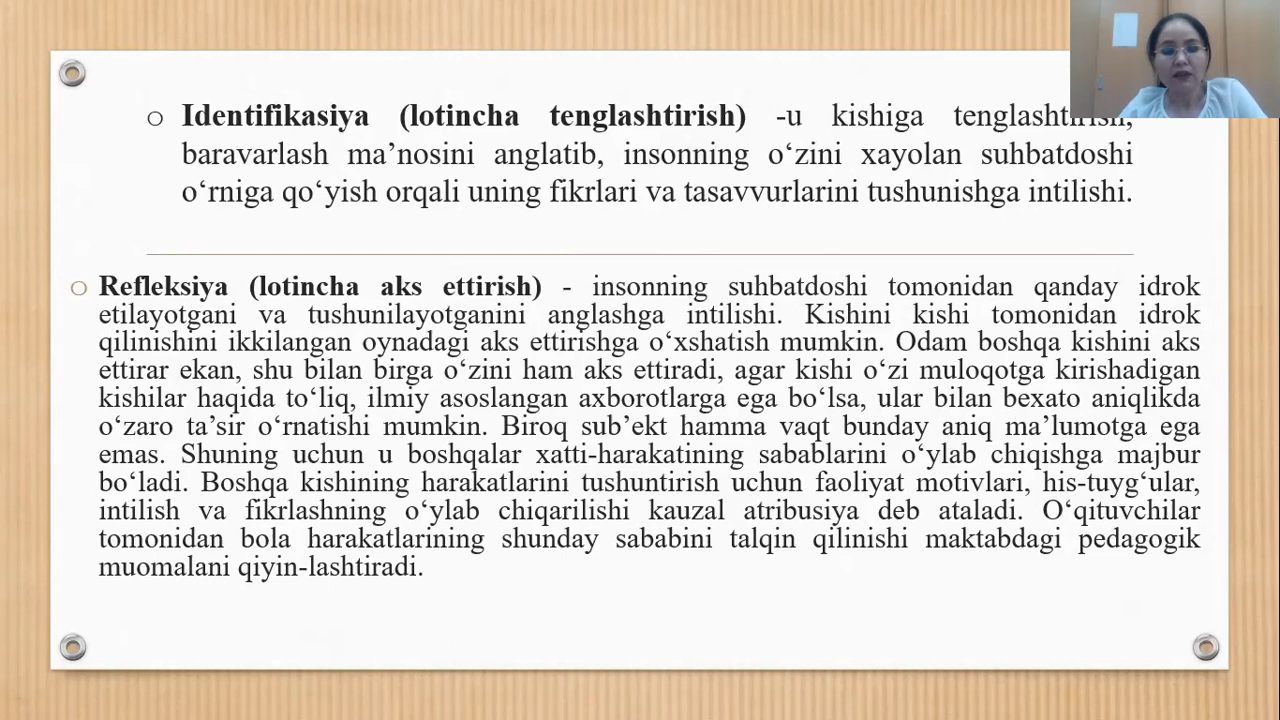 Identifikasiya (lotincha tenglashtirish) -u kishiga tenglashtirish,
baravarlash ma’nosini anglatib, insonning o‘zini xayolan suhbatdoshi
o‘rniga qo‘yish orqali uning fikrlari va tasavvurlarini tushunishga intilishi.
Refleksiya (lotincha aks ettirish) - insonning suhbatdoshi tomonidan qanday idrok
etilayotgani va tushunilayotganini anglashga intilishi. Kishini kishi tomonidan idrok
qilinishini ikkilangan oynadagi aks ettirishga o‘xshatish mumkin. Odam boshqa kishini aks
ettirar ekan, shu bilan birga o‘zini ham aks ettiradi, agar kishi o‘zi muloqotga kirishadigan
kishilar haqida to‘liq, ilmiy asoslangan axborotlarga ega bo‘lsa, ular bilan bexato aniqlikda
o‘zaro ta’sir o‘rnatishi mumkin. Biroq sub’ekt hamma vaqt bunday aniq ma’lumotga ega
emas. Shuning uchun u boshqalar xatti-harakatining sabablarini o‘ylab chiqishga majbur
bo‘ladi. Boshqa kishining harakatlarini tushuntirish uchun faoliyat motivlari, his-tuyg‘ular,
intilish va fikrlashning o‘ylab chiqarilishi kauzal atribusiya deb ataladi. O‘qituvchilar
tomonidan bola harakatlarining shunday sababini talqin qilinishi maktabdagi pedagogik
muomalani qiyin-lashtiradi.